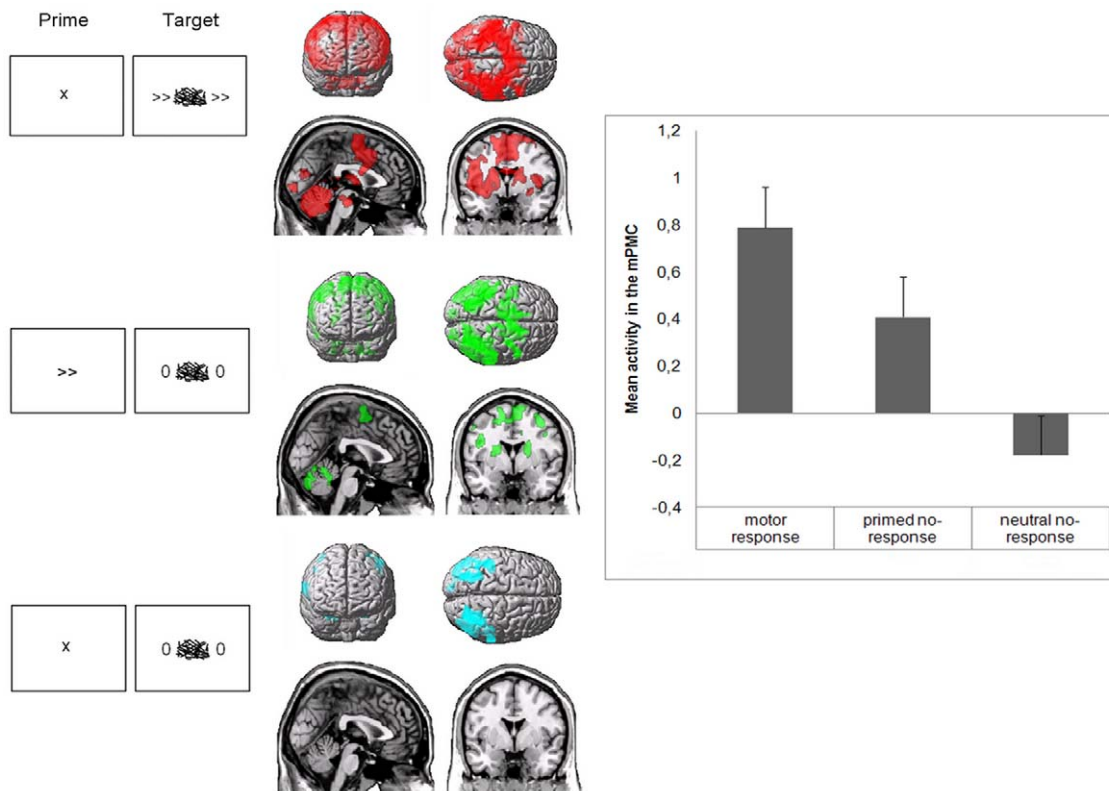 Prime Target
x
>> >>
>>
0 0
x
0 0
Mean activity in the mPMC
1,2
1
0,8
0,6
0,4
0,2
0
-0,2
-0,4
motor response
primed no-response
neutral no-response